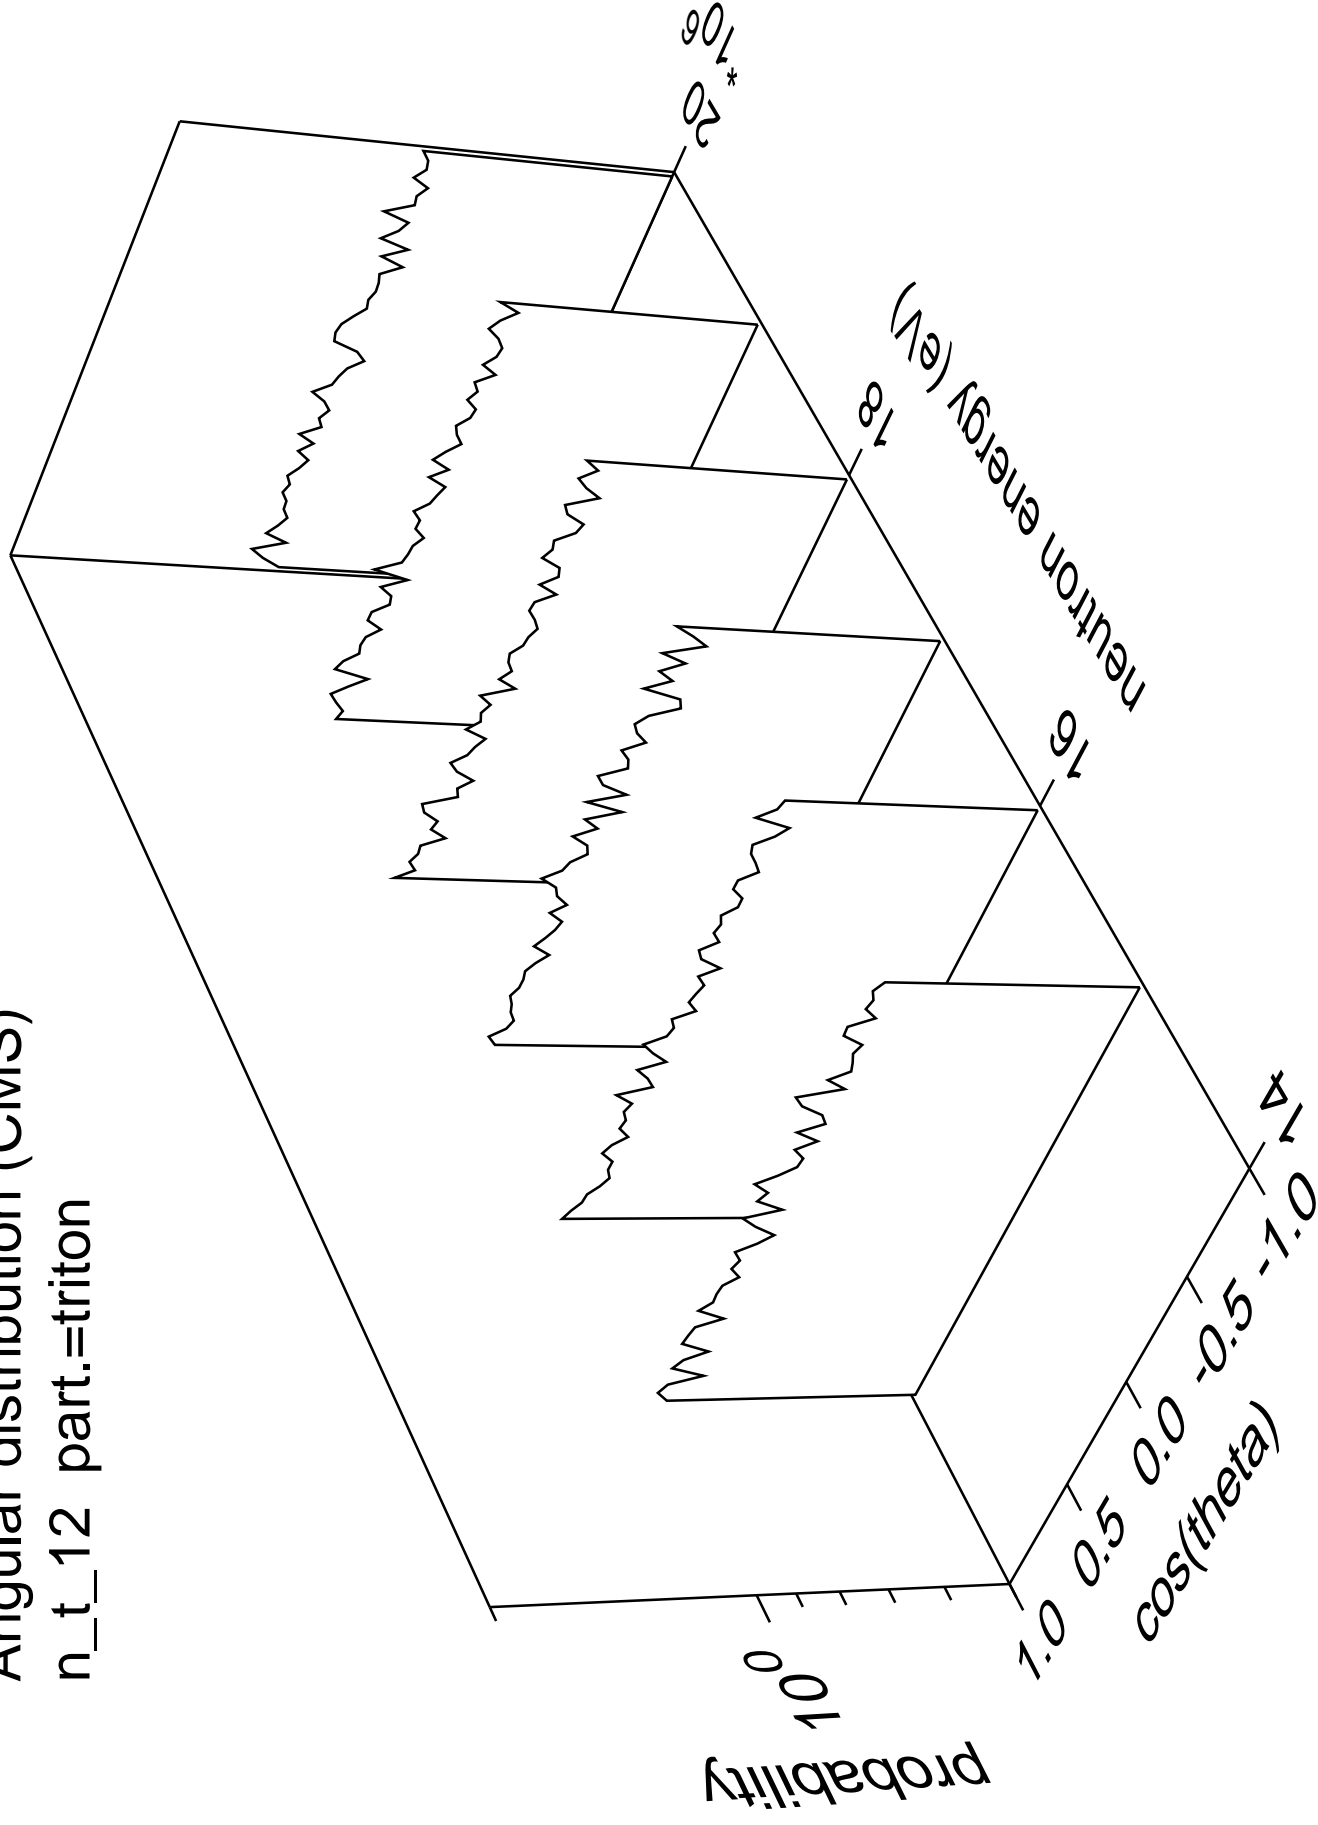 Angular distribution (CMS)
n_t_12 part.=triton
probability
10 0
1.0 0.5 0.0 -0.5 -1.0
cos(theta)
14 16 18 20
* 10 6
neutron energy (eV)